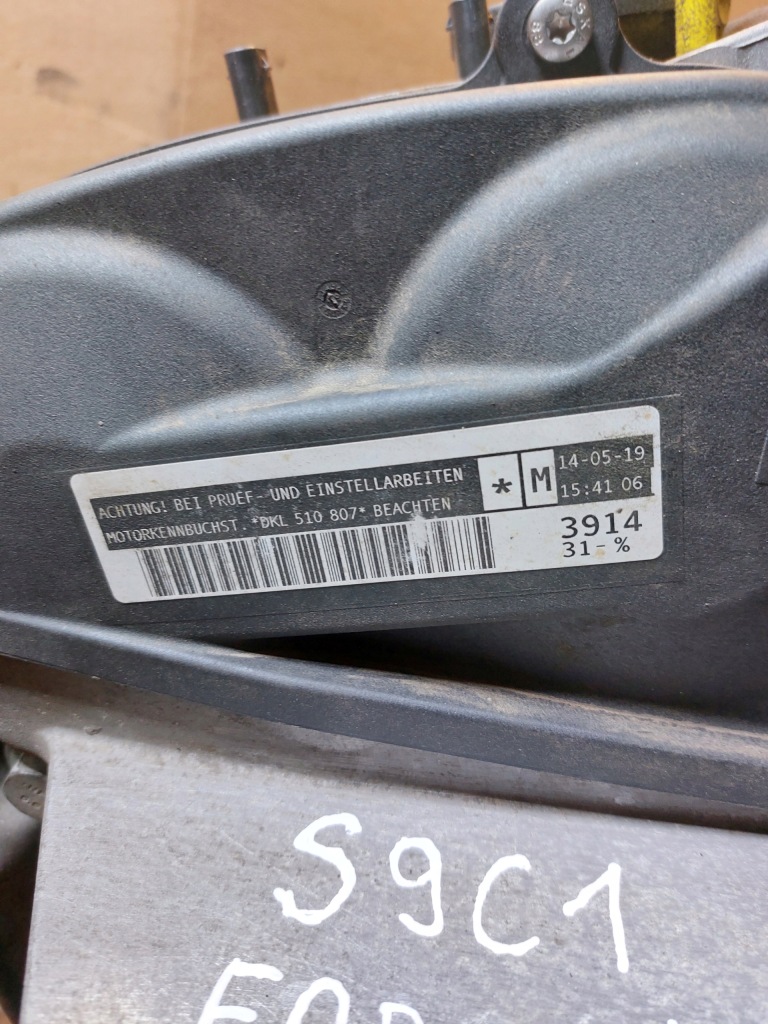 ACHTUNG! BEI PRUEF- UND EINSTELLARBEITEN
MOTORKENNBUCHST. *DKL 510 807* BEACHTEN
* M
14-05-19
15:41 06
3914
31-%
S9C1